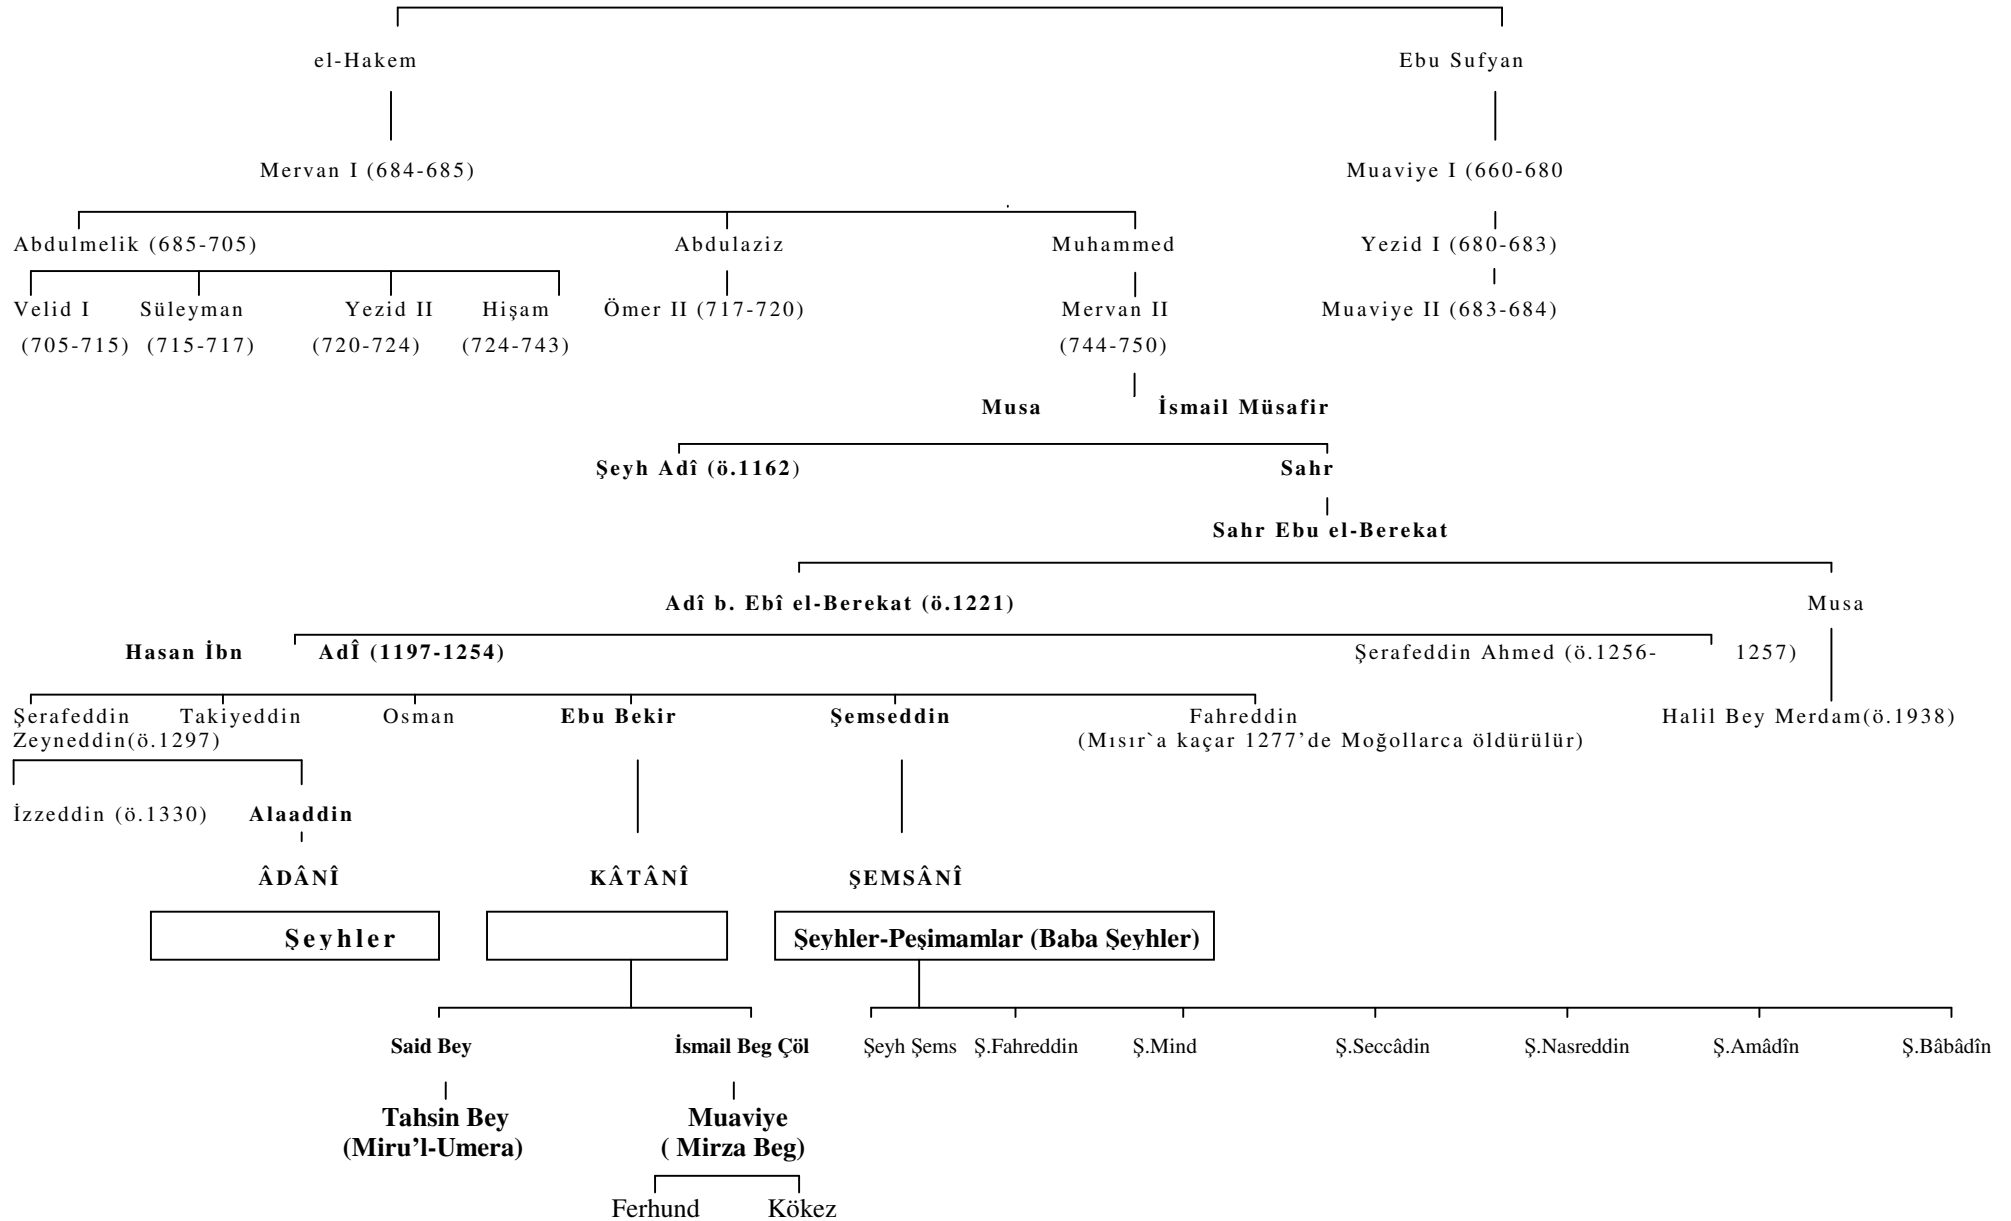 el-Hakem Ebu Sufyan
Mervan I (684-685) Muaviye I (660-680
Abdulmelik (685-705) Abdulaziz Muhammed Yezid I (680-683)
Velid I Süleyman Yezid II Hişam Ömer II (717-720) Mervan II Muaviye II (683-684)
(705-715) (715-717) (720-724) (724-743) (744-750)
Musa İsmail Müsafir
Şeyh Adî (ö.1162) Sahr
Sahr Ebu el-Berekat
Adî b. Ebî el-Berekat (ö.1221) Musa
Hasan İbn AdÎ (1197-1254) Şerafeddin Ahmed (ö.1256- 1257)
Şerafeddin Takiyeddin Osman Ebu Bekir Şemseddin Fahreddin Halil Bey Merdam(ö.1938)
Zeyneddin(ö.1297) (Mısır`a kaçar 1277’de Moğollarca öldürülür)
İzzeddin (ö.1330) Alaaddin
ÂDÂNÎ KÂTÂNÎ ŞEMSÂNÎ
Şeyhler Şeyhler-Peşimamlar (Baba Şeyhler)
Said Bey İsmail Beg Çöl Şeyh Şems Ş.Fahreddin Ş.Mind Ş.Seccâdin Ş.Nasreddin Ş.Amâdîn Ş.Bâbâdîn
Tahsin Bey Muaviye
(Miru’l-Umera) ( Mirza Beg)
Ferhund Kökez